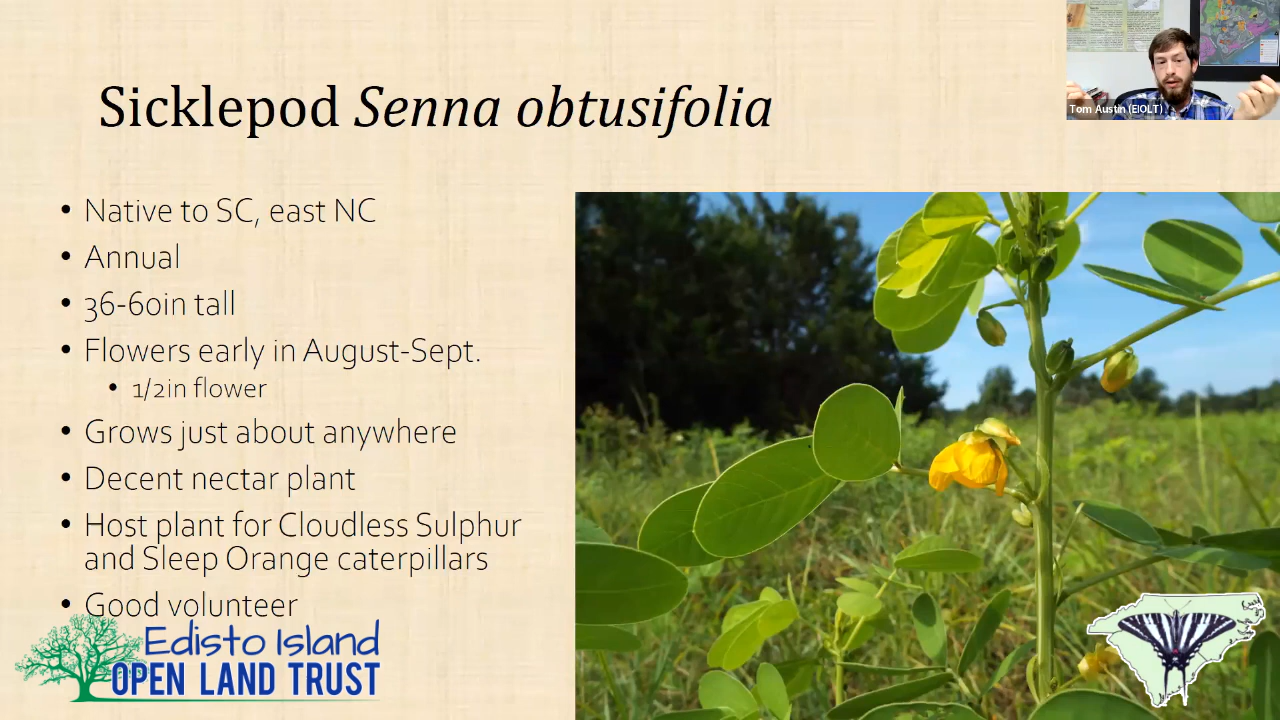 Sicklepod Senna obtusifolia
Tom Austin (EIOLT)
• Native to SC, east NC
• Annual
• 36-60in tall
• Flowers early in August-Sept.
• 1/2in flower
• Grows just about anywhere
• Decent nectar plant
• Host plant for Cloudless Sulphur
and Sleep Orange caterpillars
• Good volunteer
Edisto Island
OPEN LAND TRUST